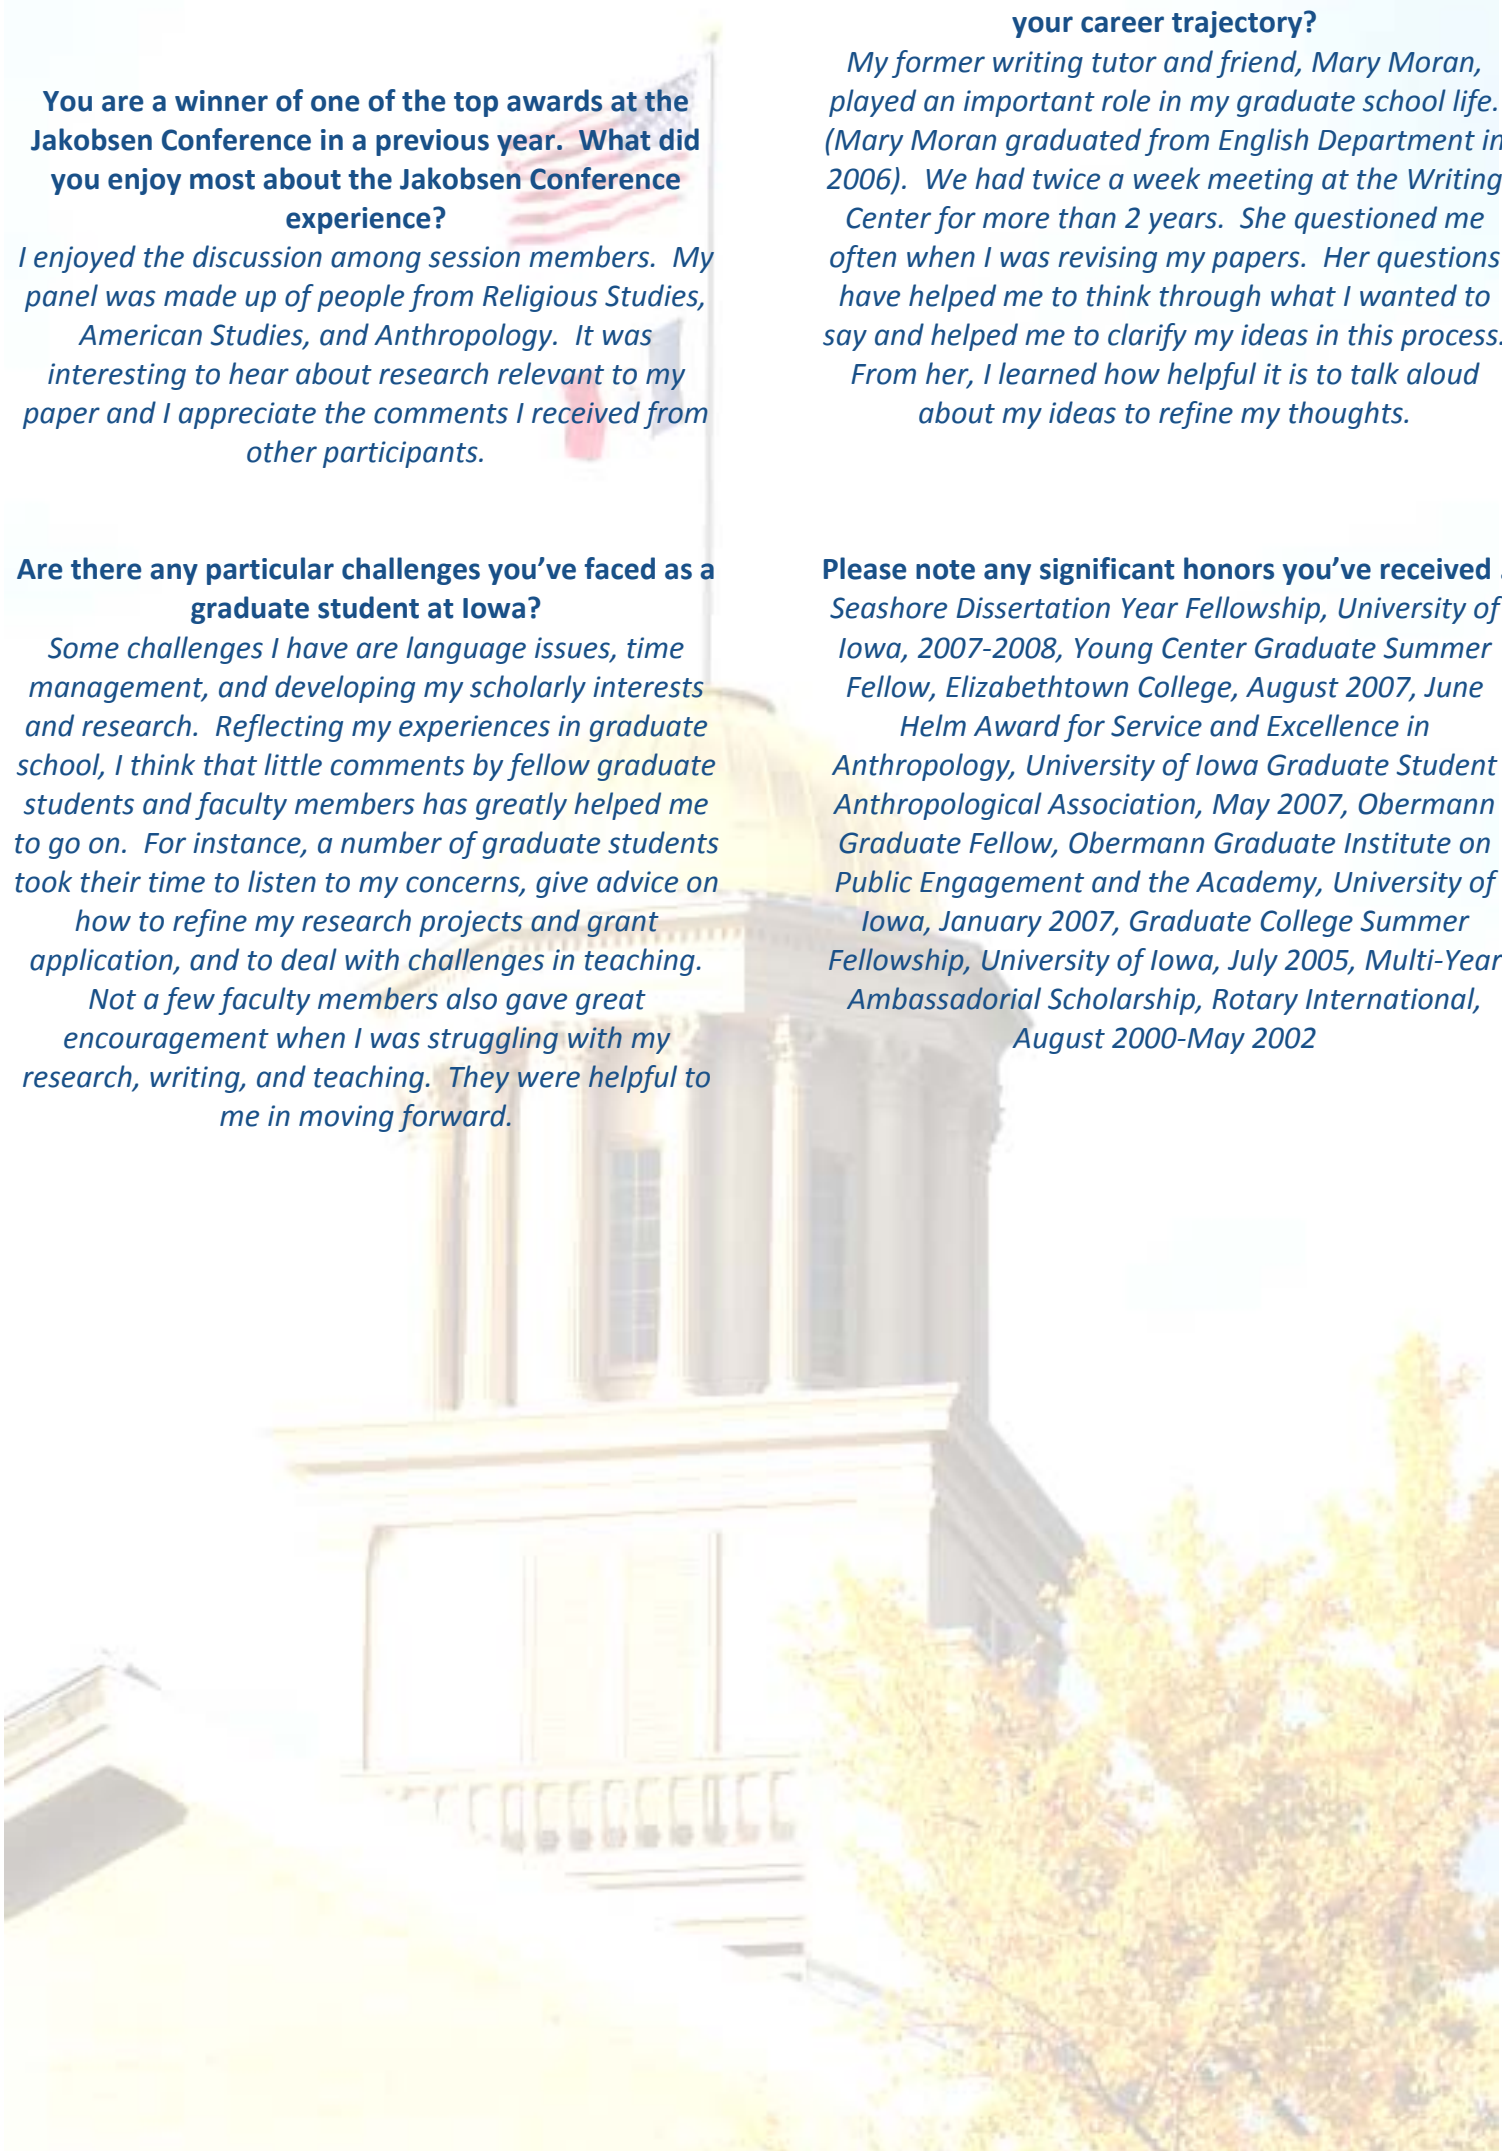 You are a winner of one of the top awards at the
Jakobsen Conference in a previous year.  What did
you enjoy most about the Jakobsen Conference
experience?
I enjoyed the discussion among session members.  My
panel was made up of people from Religious Studies,
American Studies, and Anthropology.  It was
interesting to hear about research relevant to my
paper and I appreciate the comments I received from
other participants.
Are there any particular challenges you’ve faced as a
graduate student at Iowa?
Some challenges I have are language issues, time
management, and developing my scholarly interests
and research.  Reflecting my experiences in graduate
school, I think that little comments by fellow graduate
students and faculty members has greatly helped me
to go on.  For instance, a number of graduate students
took their time to listen to my concerns, give advice on
how to refine my research projects and grant
application, and to deal with challenges in teaching.
Not a few faculty members also gave great
encouragement when I was struggling with my
research, writing, and teaching.  They were helpful to
me in moving forward.
your career trajectory?
My former writing tutor and friend, Mary Moran,
played an important role in my graduate school life.
(Mary Moran graduated from English Department in
2006).  We had twice a week meeting at the Writing
Center for more than 2 years.  She questioned me
often when I was revising my papers.  Her questions
have helped me to think through what I wanted to
say and helped me to clarify my ideas in this process.
From her, I learned how helpful it is to talk aloud
about my ideas to refine my thoughts.
Please note any significant honors you’ve received .
Seashore Dissertation Year Fellowship, University of
Iowa, 2007-2008, Young Center Graduate Summer
Fellow, Elizabethtown College, August 2007, June
Helm Award for Service and Excellence in
Anthropology, University of Iowa Graduate Student
Anthropological Association, May 2007, Obermann
Graduate Fellow, Obermann Graduate Institute on
Public Engagement and the Academy, University of
Iowa, January 2007, Graduate College Summer
Fellowship, University of Iowa, July 2005, Multi-Year
Ambassadorial Scholarship, Rotary International,
August 2000-May 2002